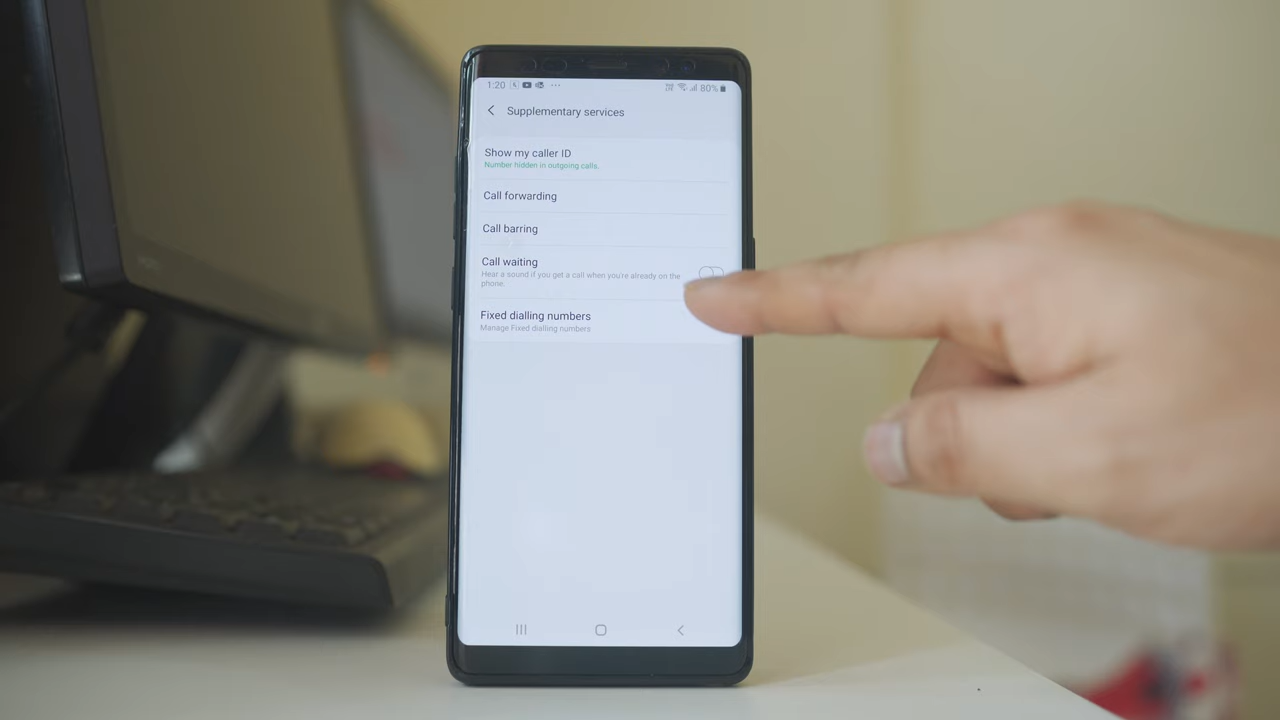 1:20
80%
Supplementary services
Show my caller ID
Number hidden in outgoing calls.
Call forwarding
Call barring
Call waiting
Hear a sound if you get a call when you're already on the
phone.
Fixed dialling numbers
Manage Fixed dialling numbers